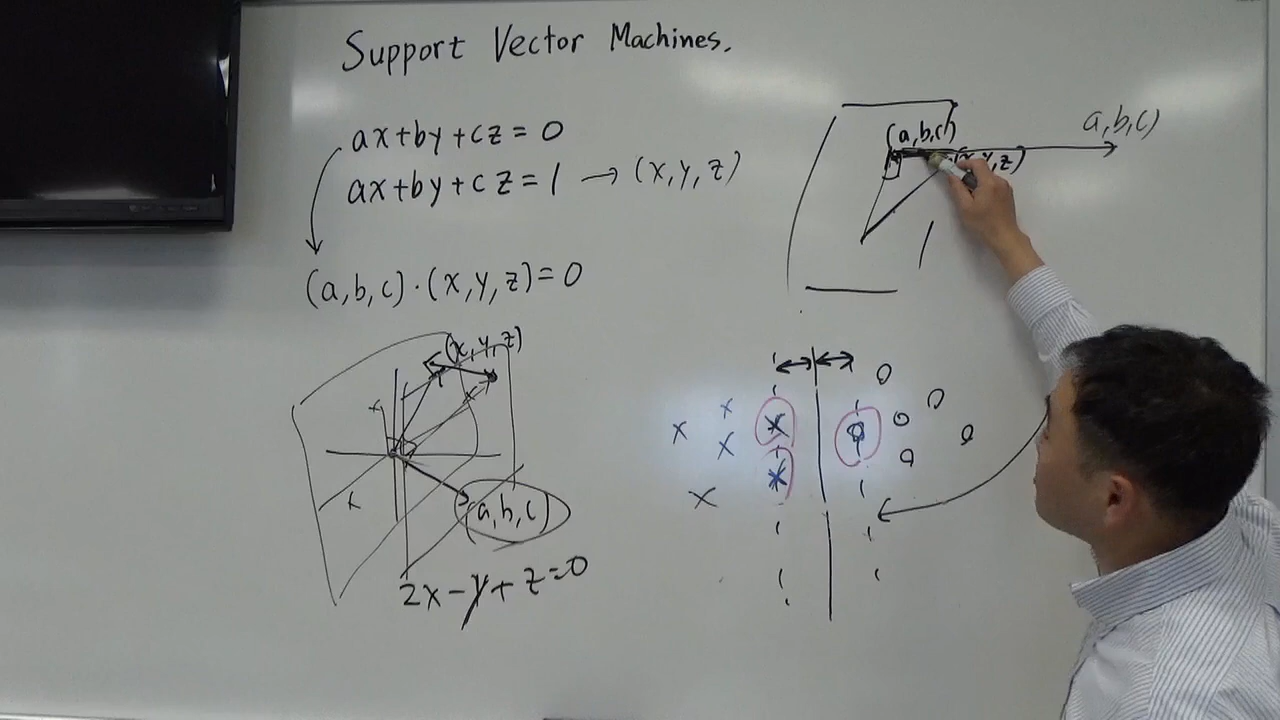 Support Vector Machines.
ax+by+cz=0
ax+by+cz=1 → (x,y,z)
(a,b,c)·(x,y,z)=0
(x,y,z)
(a,b,c)
2x-y+z=0
(a,b,c)
a,b,c)